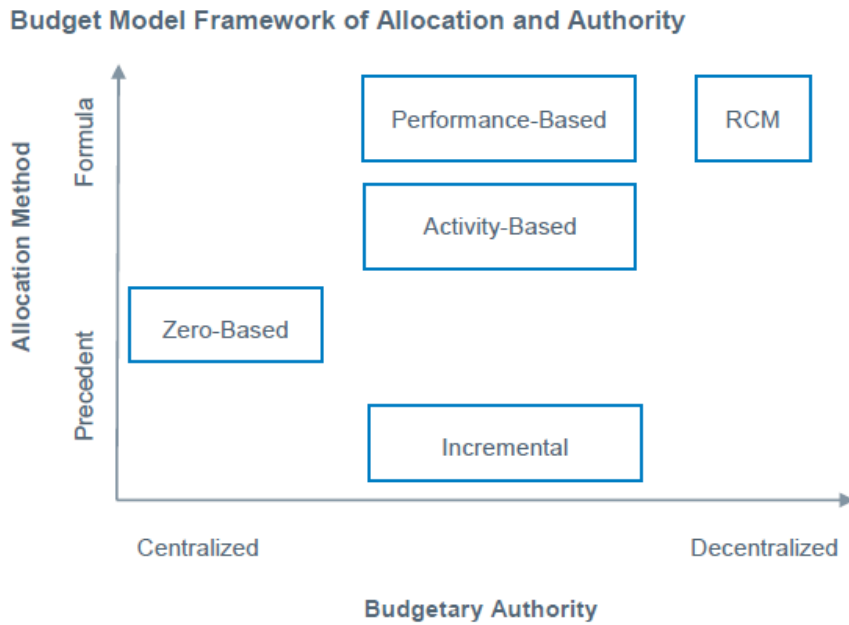 Budget Model Framework of Allocation and Authority
Allocation Method
Formula
Precedent
Performance-Based
RCM
Activity-Based
Zero-Based
Incremental
Centralized
Decentralized
Budgetary Authority